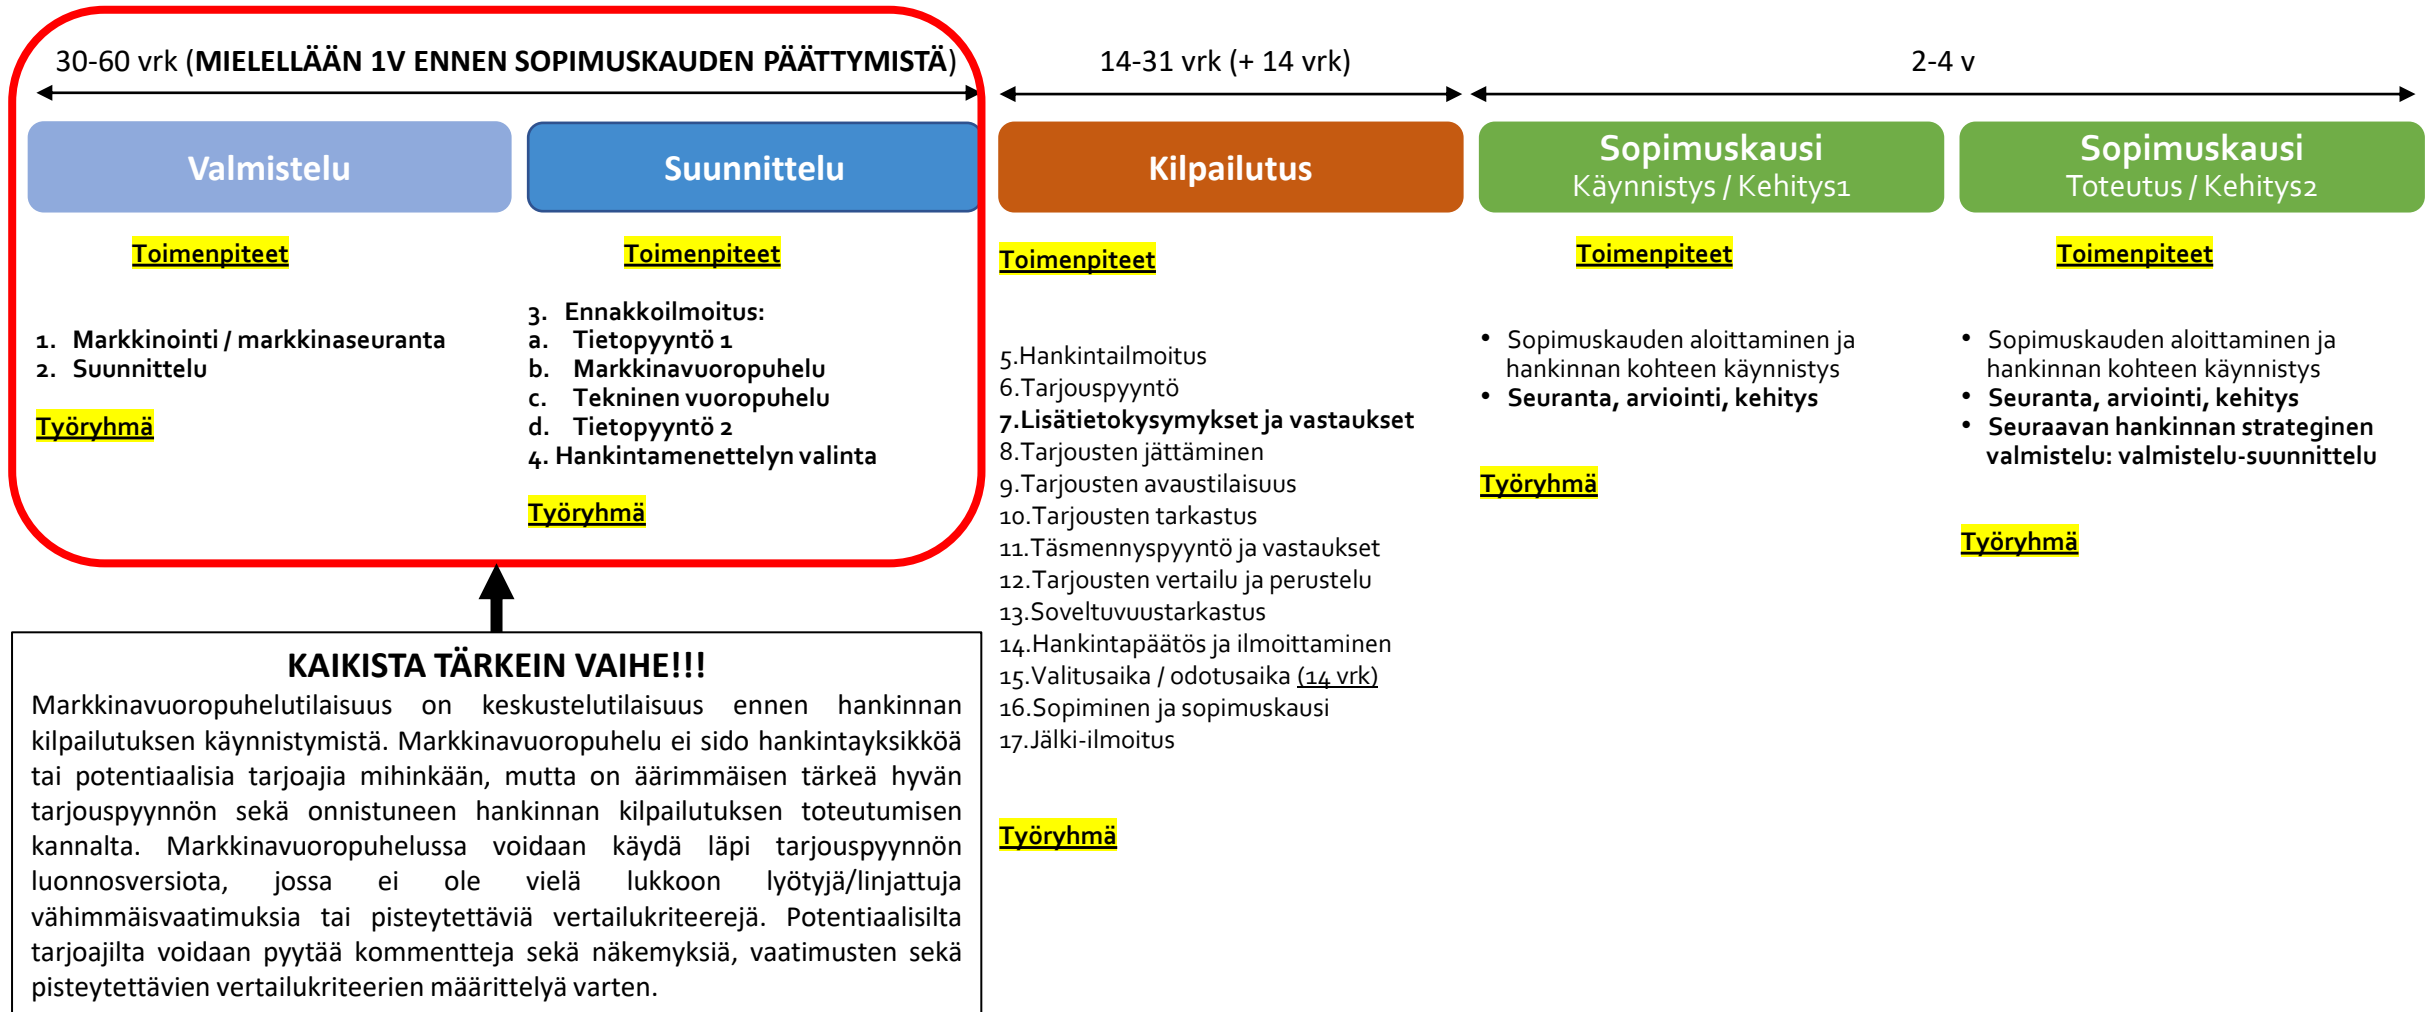 30-60 vrk (MIELELLÄÄN 1V ENNEN SOPIMUSKAUDEN PÄÄTTYMISTÄ)
14-31 vrk (+ 14 vrk)
2-4 v
Valmistelu
Suunnittelu
Kilpailutus
Sopimuskausi
Käynnistys / Kehitys1
Sopimuskausi
Toteutus / Kehitys2
Toimenpiteet
1. Markkinointi / markkinaseuranta
2. Suunnittelu
Työryhmä
Toimenpiteet
3. Ennakkoilmoitus:
a. Tietopyyntö 1
b. Markkinavuoropuhelu
c. Tekninen vuoropuhelu
d. Tietopyyntö 2
4. Hankintamenettelyn valinta
Työryhmä
Toimenpiteet
5.Hankintailmoitus
6.Tarjouspyyntö
7.Lisätietokysymykset ja vastaukset
8.Tarjousten jättäminen
9.Tarjousten avaustilaisuus
10.Tarjousten tarkastus
11.Täsmennyspyyntö ja vastaukset
12.Tarjousten vertailu ja perustelu
13.Soveltuvuustarkastus
14.Hankintapäätös ja ilmoittaminen
15.Valitusaika / odotusaika (14 vrk)
16.Sopiminen ja sopimuskausi
17.Jälki-ilmoitus
Työryhmä
Toimenpiteet
• Sopimuskauden aloittaminen ja
hankinnan kohteen käynnistys
• Seuranta, arviointi, kehitys
Työryhmä
Toimenpiteet
• Sopimuskauden aloittaminen ja
hankinnan kohteen käynnistys
• Seuranta, arviointi, kehitys
• Seuraavan hankinnan strateginen
valmistelu: valmistelu-suunnittelu
Työryhmä
KAIKISTA TÄRKEIN VAIHE!!!
Markkinavuoropuhelutilaisuus on keskustelutilaisuus ennen hankinnan
kilpailutuksen käynnistymistä. Markkinavuoropuhelu ei sido hankintayksikköä
tai potentiaalisia tarjoajia mihinkään, mutta on äärimmäisen tärkeä hyvän
tarjouspyynnön sekä onnistuneen hankinnan kilpailutuksen toteutumisen
kannalta. Markkinavuoropuhelussa voidaan käydä läpi tarjouspyynnön
luonnosversiota, jossa ei ole vielä lukkoon lyötyjä/linjattuja
vähimmäisvaatimuksia tai pisteytettäviä vertailukriteerejä. Potentiaalisilta
tarjoajilta voidaan pyytää kommentteja sekä näkemyksiä, vaatimusten sekä
pisteytettävien vertailukriteerien määrittelyä varten.